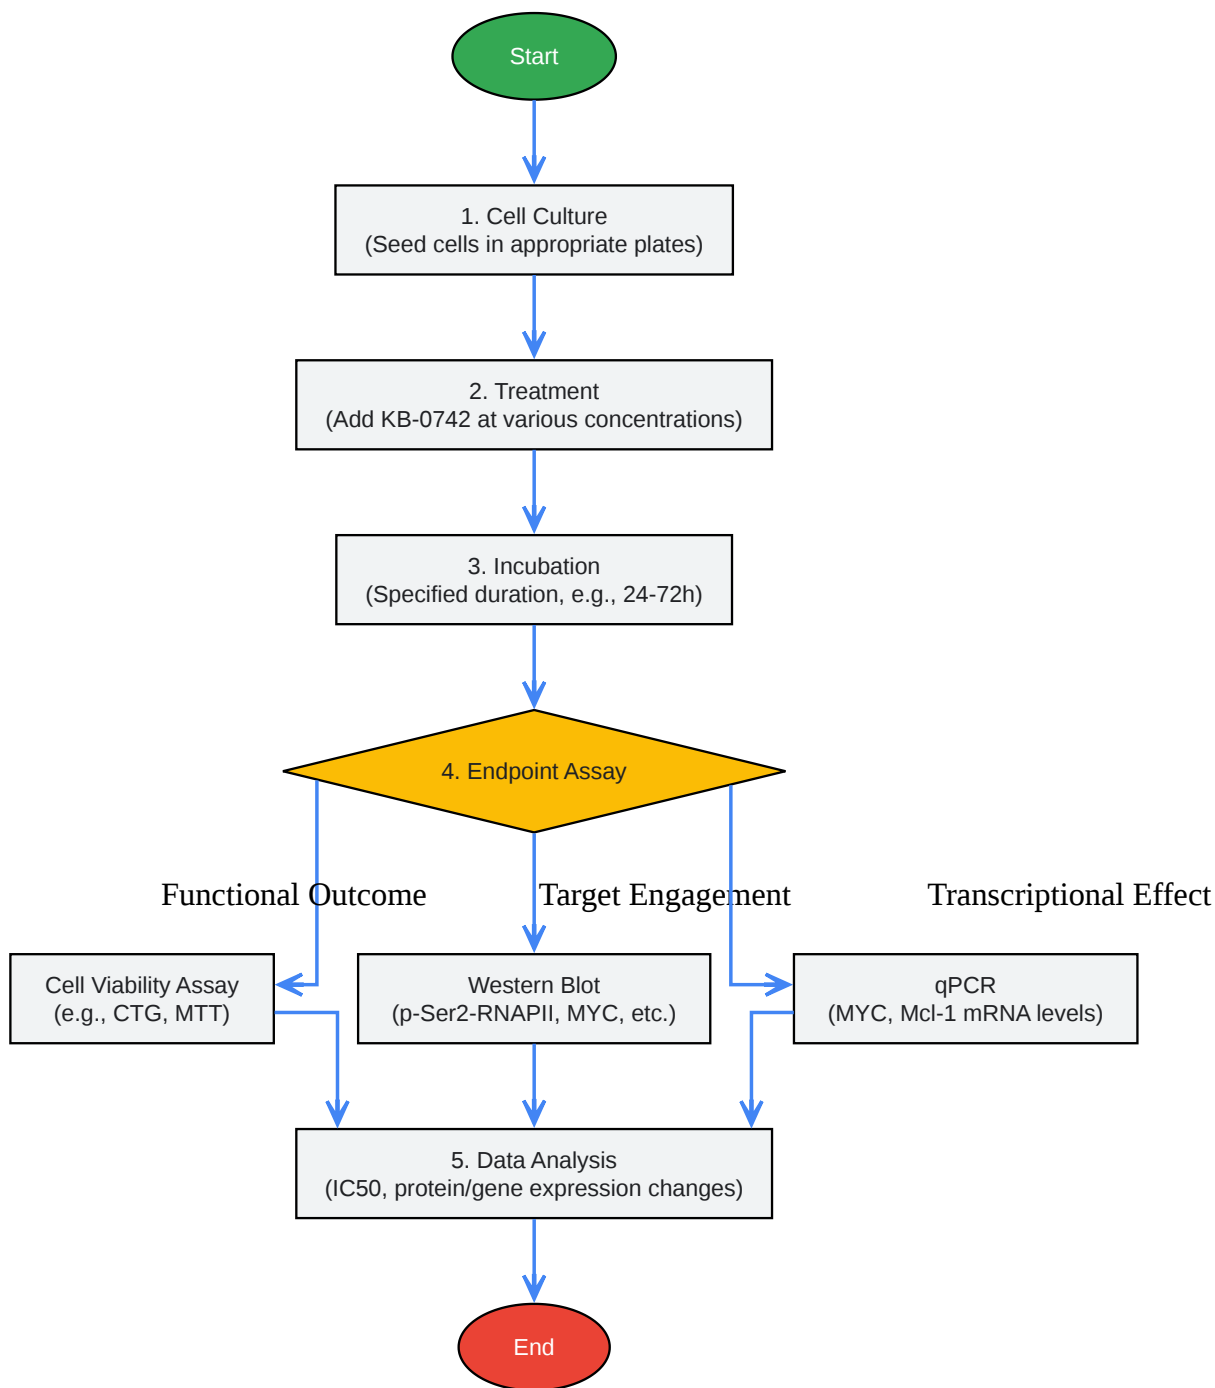 Start
1. Cell Culture
(Seed cells in appropriate plates)
2. Treatment
(Add KB-0742 at various concentrations)
3. Incubation
(Specified duration, e.g., 24-72h)
4. Endpoint Assay
Functional Outcome
Target Engagement
Transcriptional Effect
Cell Viability Assay
(e.g., CTG, MTT)
Western Blot
(p-Ser2-RNAPII, MYC, etc.)
qPCR
(MYC, Mcl-1 mRNA levels)
5. Data Analysis
(IC50, protein/gene expression changes)
End